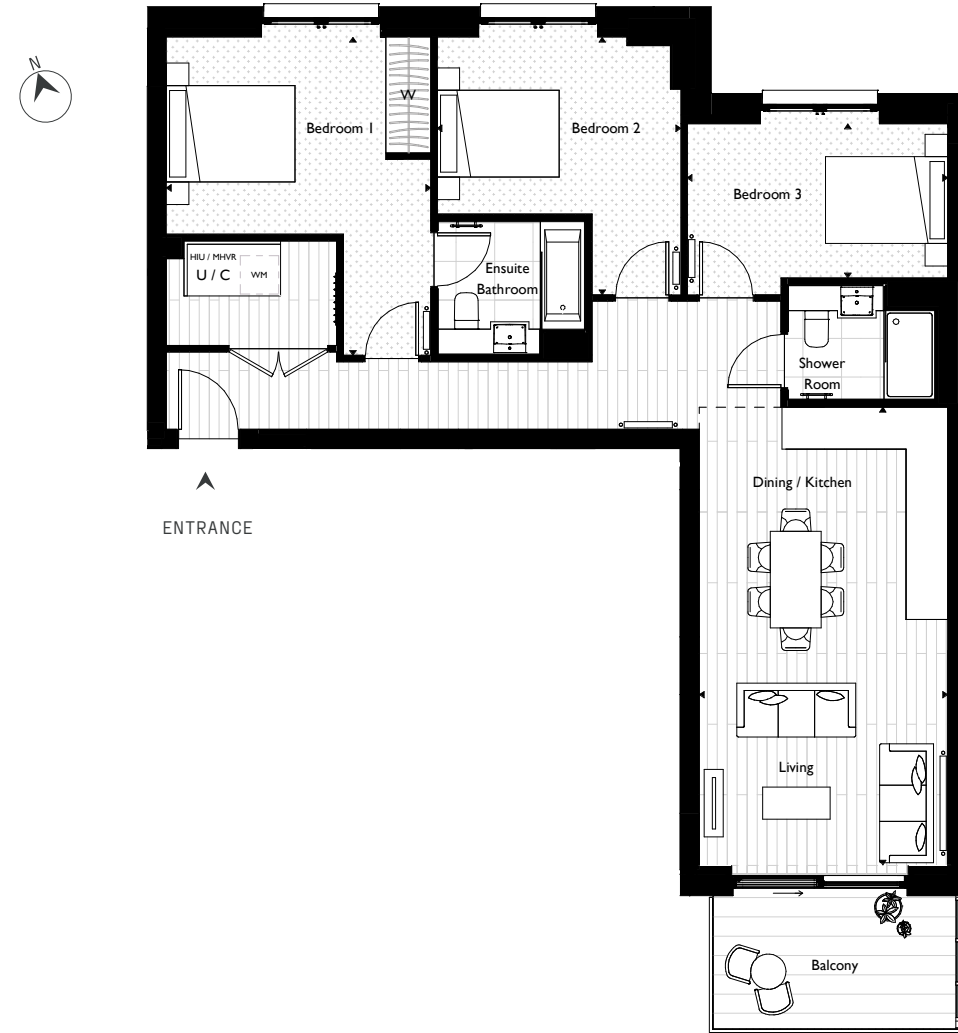 N
W
Bedroom 1
Bedroom 2
Bedroom 3
HIU / MHVR
U / C
WM
Ensuite
Bathroom
Shower
Room
Dining / Kitchen
ENTRANCE
Living
Balcony